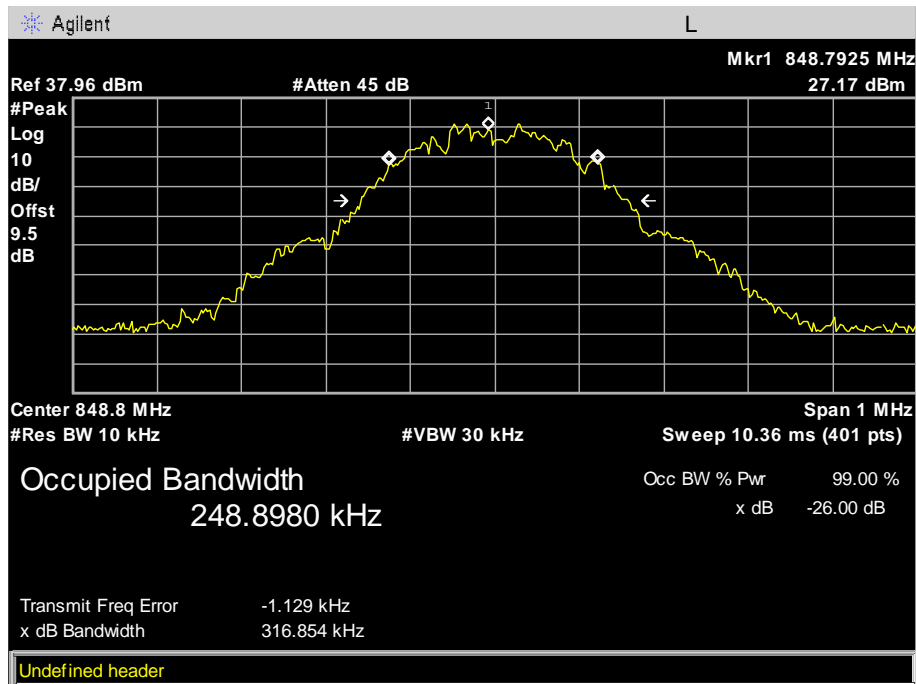 Agilent L
Mkr1 848.7925 MHz
Ref 37.96 dBm #Atten 45 dB 27.17 dBm
#Peak
Log
10
dB/
Offst
9.5
dB
1
Center 848.8 MHz Span 1 MHz
#Res BW 10 kHz #VBW 30 kHz Sweep 10.36 ms (401 pts)
Occupied Bandwidth Occ BW % Pwr 99.00 %
248.8980 kHz x dB -26.00 dB
Transmit Freq Error -1.129 kHz
x dB Bandwidth 316.854 kHz
Undefined header